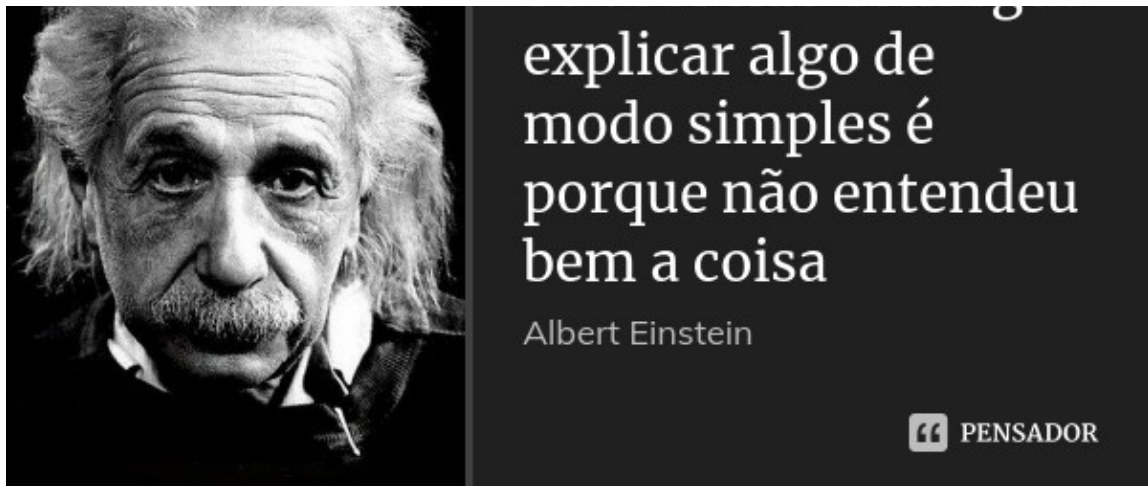 explicar algo de
modo simples é
porque não entendeu
bem a coisa
Albert Einstein
PENSADOR